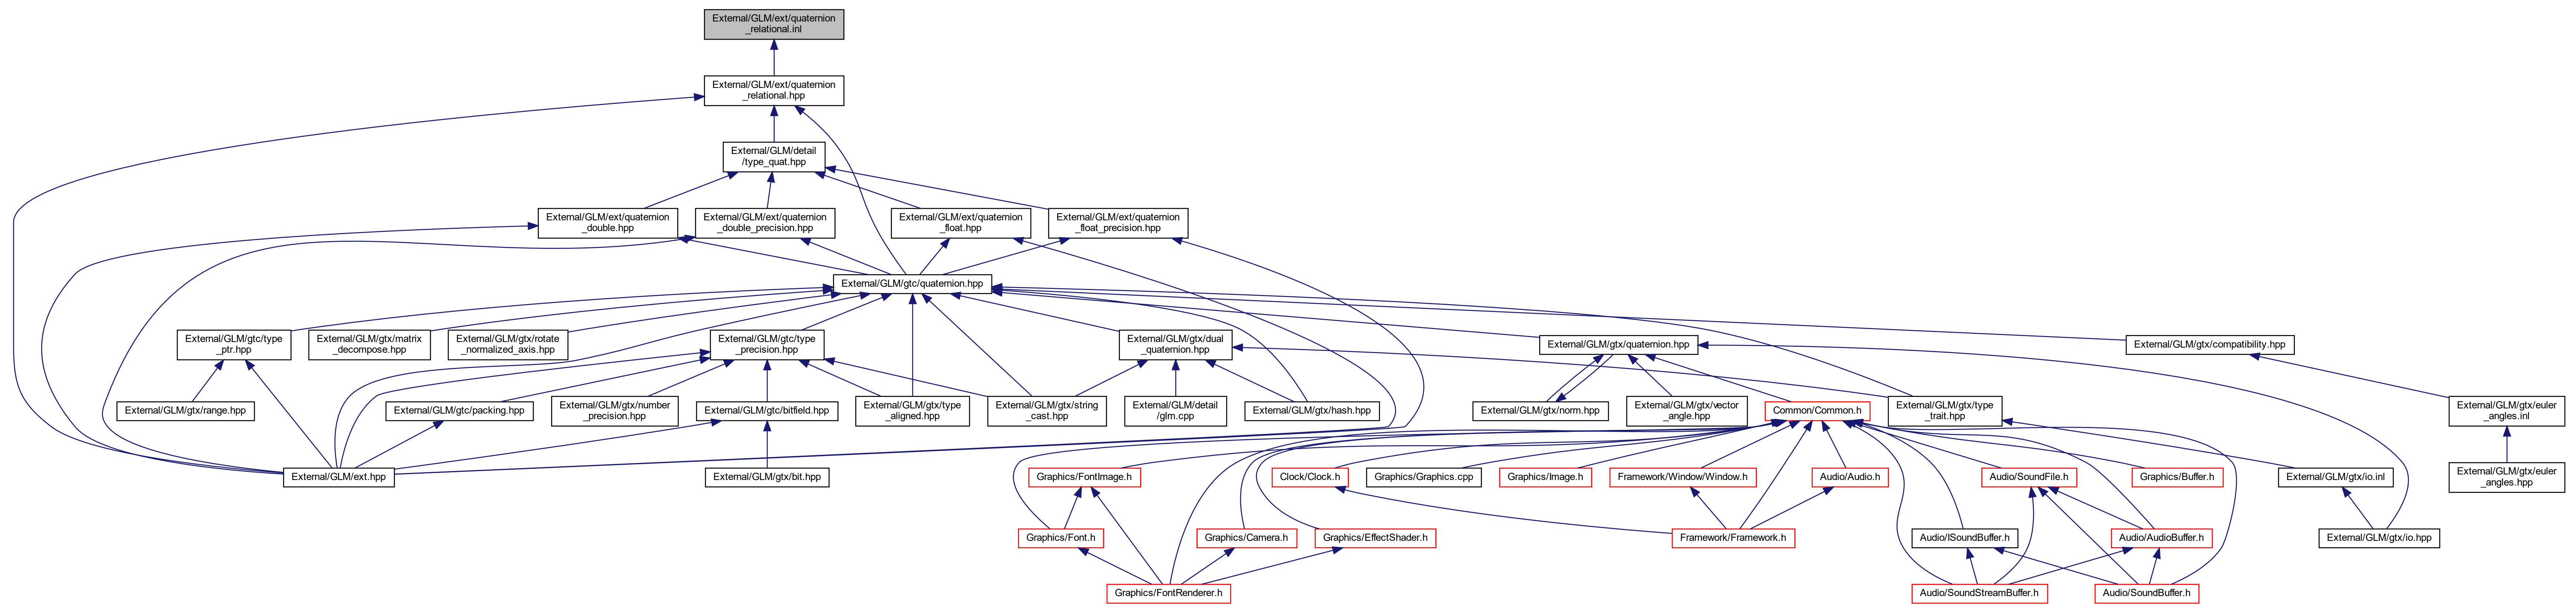 External/GLM/ext/quaternion
_relational.inl
External/GLM/ext/quaternion
_relational.hpp
External/GLM/detail
/type_quat.hpp
External/GLM/ext/quaternion
_double.hpp
External/GLM/ext/quaternion
_double_precision.hpp
External/GLM/ext/quaternion
_float.hpp
External/GLM/ext/quaternion
_float_precision.hpp
External/GLM/gtc/quaternion.hpp
External/GLM/gtc/type
_ptr.hpp
External/GLM/gtx/matrix
_decompose.hpp
External/GLM/gtx/rotate
_normalized_axis.hpp
External/GLM/gtc/type
_precision.hpp
External/GLM/gtx/dual
_quaternion.hpp
External/GLM/gtx/quaternion.hpp
External/GLM/gtx/compatibility.hpp
External/GLM/gtx/range.hpp
External/GLM/gtc/packing.hpp
External/GLM/gtx/number
_precision.hpp
External/GLM/gtc/bitfield.hpp
External/GLM/gtx/type
_aligned.hpp
External/GLM/gtx/string
_cast.hpp
External/GLM/detail
/glm.cpp
External/GLM/gtx/hash.hpp
External/GLM/gtx/norm.hpp
External/GLM/gtx/vector
_angle.hpp
Common/Common.h
External/GLM/gtx/type
_trait.hpp
External/GLM/gtx/euler
_angles.inl
External/GLM/ext.hpp
External/GLM/gtx/bit.hpp
Graphics/FontImage.h
Clock/Clock.h
Graphics/Graphics.cpp
Graphics/Image.h
Framework/Window/Window.h
Audio/Audio.h
Audio/SoundFile.h
Graphics/Buffer.h
External/GLM/gtx/io.inl
External/GLM/gtx/euler
_angles.hpp
Graphics/Font.h
Graphics/Camera.h
Graphics/EffectShader.h
Framework/Framework.h
Audio/ISoundBuffer.h
Audio/AudioBuffer.h
External/GLM/gtx/io.hpp
Graphics/FontRenderer.h
Audio/SoundStreamBuffer.h
Audio/SoundBuffer.h